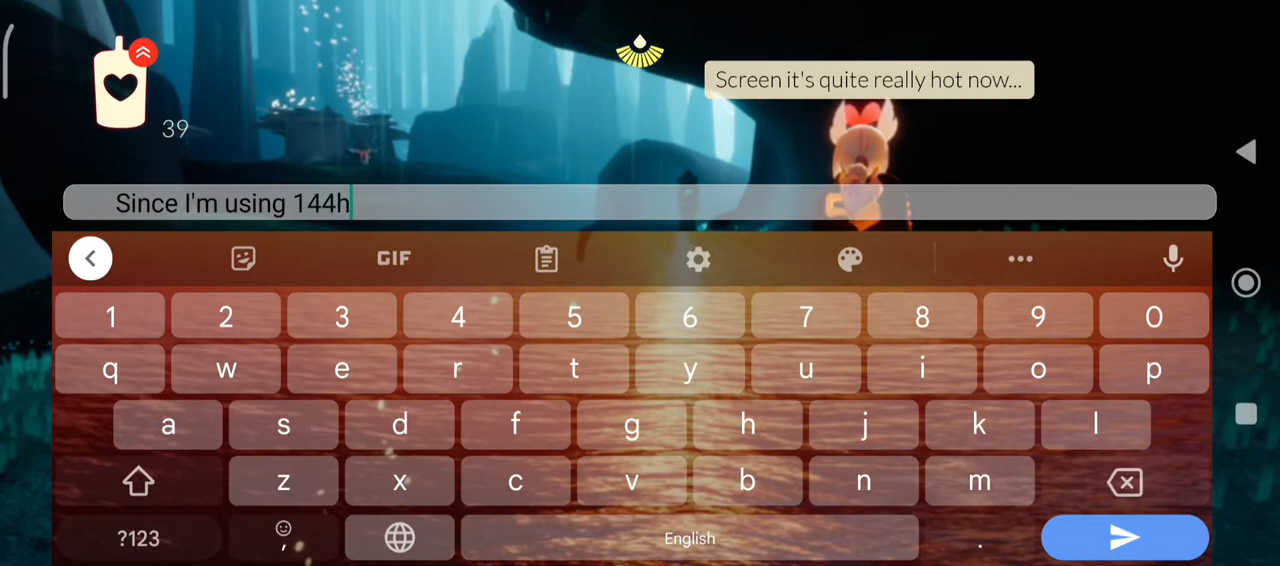 Screen it's quite really hot now...
39
Since I'm using 144h
GIF
1 2 3 4 5 6 7 8 9 0
q w e r t y u i o p
a s d f g h j k l
z x c v b n m
?123 , English .